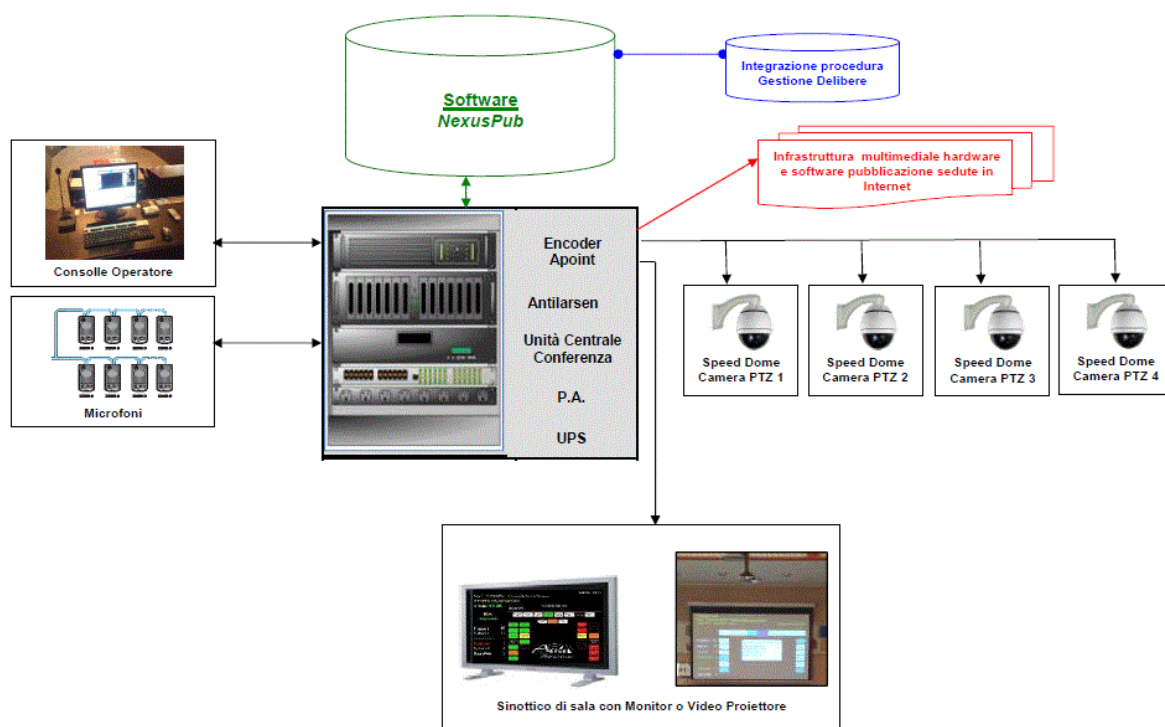 Software
NexusPub
Integrazione procedura
Gestione Delibere
Infrastruttura multimediale hardware
e software pubblicazione sedute in
Internet
Consolle Operatore
Microfoni
Encoder
Apoint
Antilarsen
Unità Centrale
Conferenza
P.A.
UPS
Speed Dome
Camera PTZ 1
Speed Dome
Camera PTZ 2
Speed Dome
Camera PTZ 3
Speed Dome
Camera PTZ 4
Sinottico di sala con Monitor o Video Proiettore